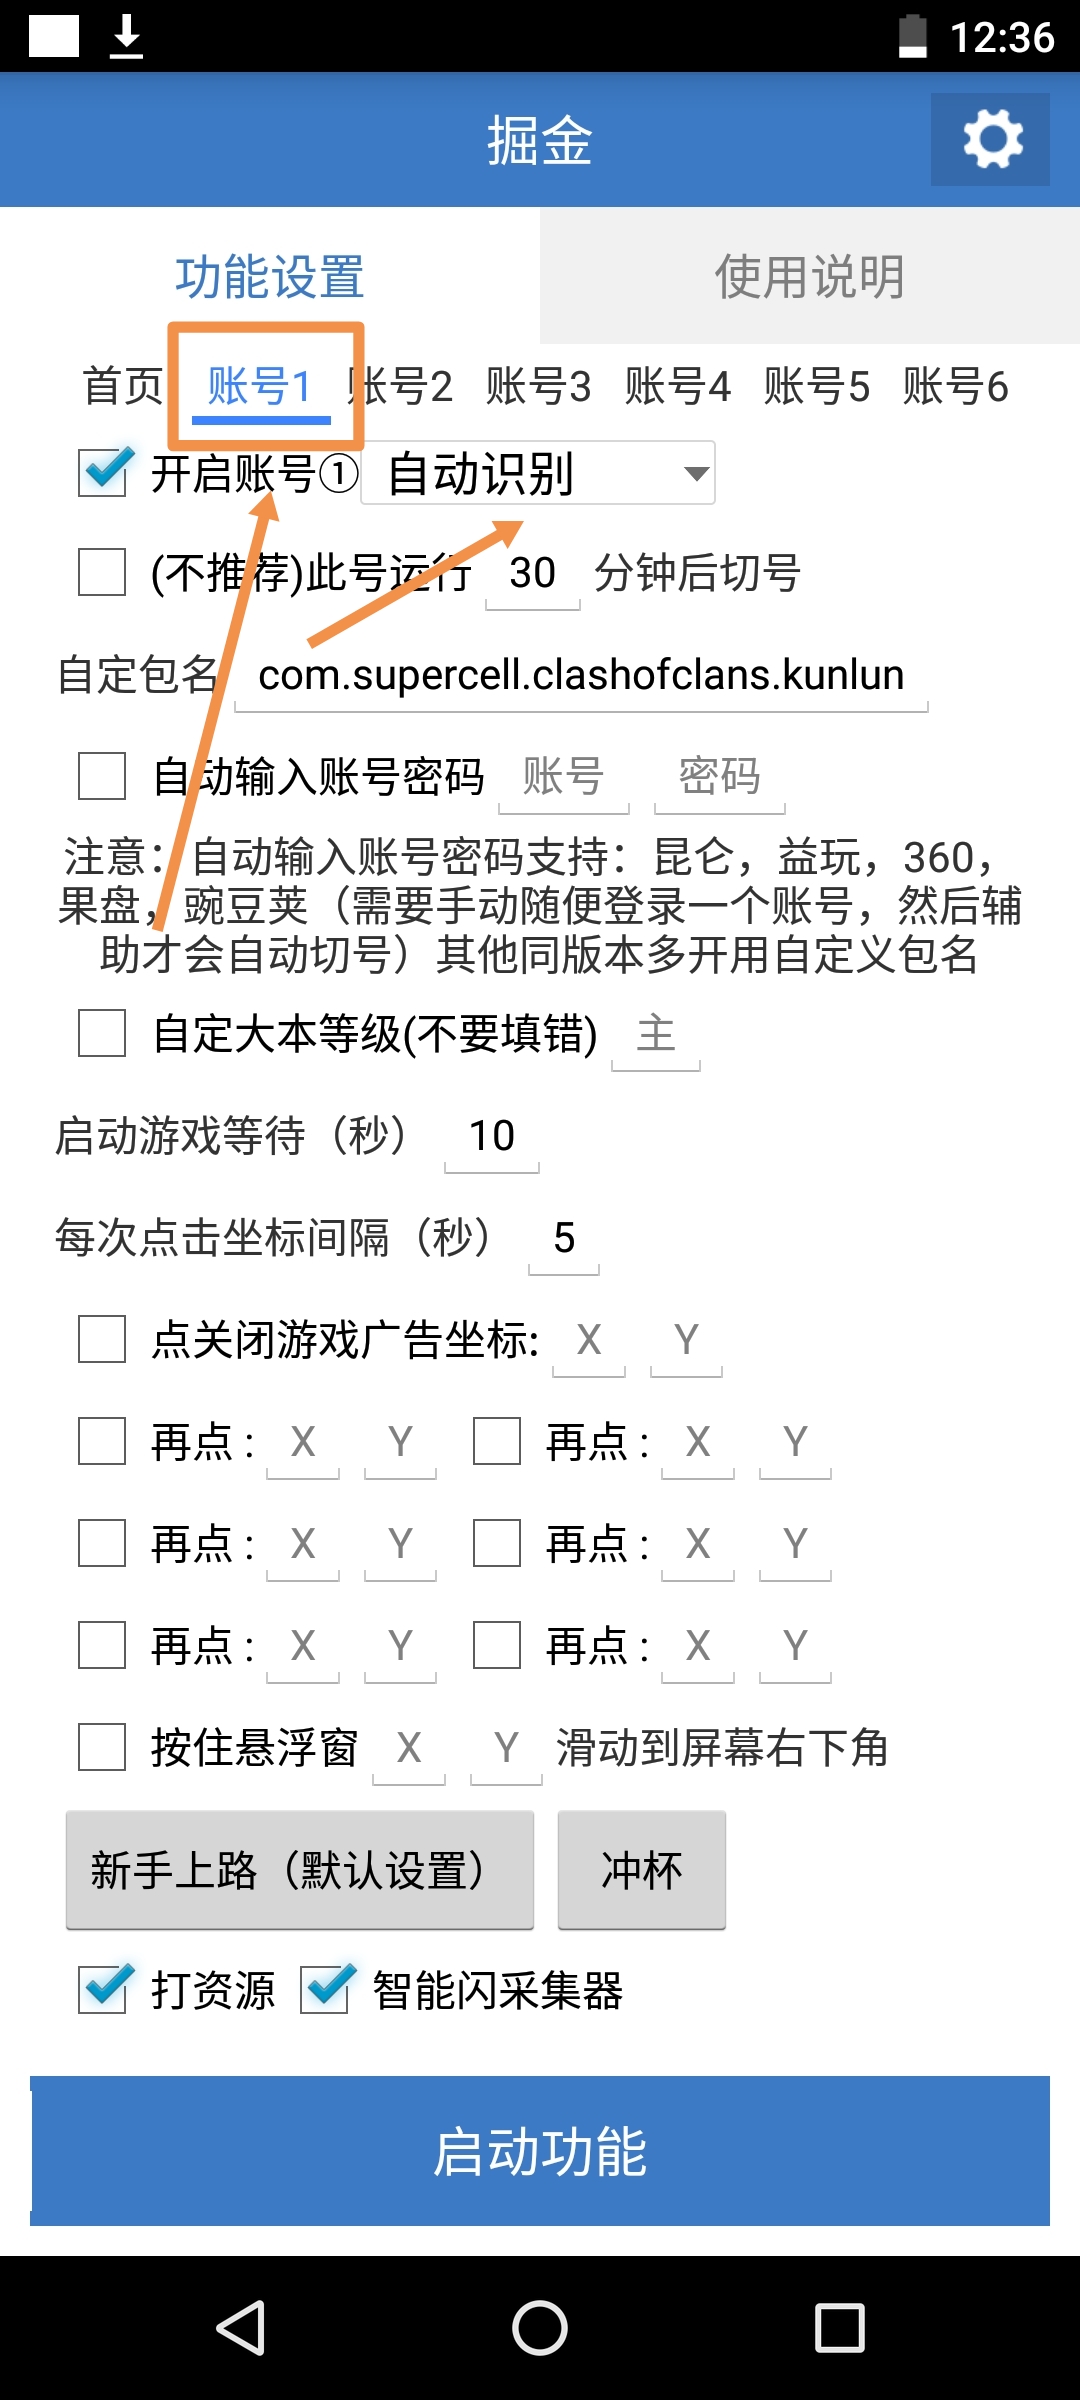 12:36
掘金
功能设置 使用说明
首页 账号1 账号2 账号3 账号4 账号5 账号6
开启账号① 自动识别
(不推荐)此号运行 30 分钟后切号
自定包名 com.supercell.clashofclans.kunlun
自动输入账号密码 账号 密码
注意：自动输入账号密码支持：昆仑，益玩，360，
果盘，豌豆荚（需要手动随便登录一个账号，然后辅
助才会自动切号）其他同版本多开用自定义包名
自定大本等级(不要填错) 主
启动游戏等待（秒） 10
每次点击坐标间隔（秒） 5
点关闭游戏广告坐标: X Y
再点 : X Y 再点 : X Y
再点 : X Y 再点 : X Y
再点 : X Y 再点 : X Y
按住悬浮窗 X Y 滑动到屏幕右下角
新手上路（默认设置） 冲杯
打资源 智能闪采集器
启动功能